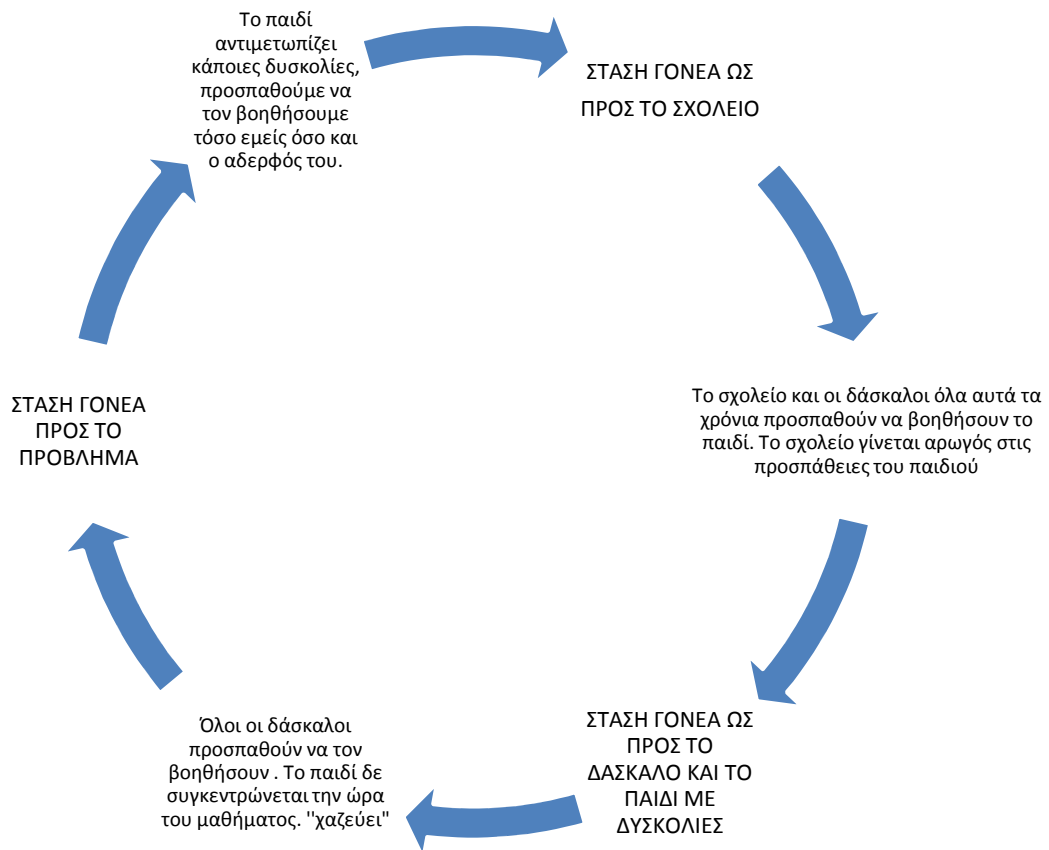 Το παιδί
αντιμετωπίζει
κάποιες δυσκολίες,
προσπαθούμε να
τον βοηθήσουμε
τόσο εμείς όσο και
ο αδερφός του.
ΣΤΑΣΗ ΓΟΝΕΑ ΩΣ
ΠΡΟΣ ΤΟ ΣΧΟΛΕΙΟ
Το σχολείο και οι δάσκαλοι όλα αυτά τα
χρόνια προσπαθούν να βοηθήσουν το
παιδί. Το σχολείο γίνεται αρωγός στις
προσπάθειες του παιδιού
ΣΤΑΣΗ ΓΟΝΕΑ ΩΣ
ΠΡΟΣ ΤΟ
ΔΑΣΚΑΛΟ ΚΑΙ ΤΟ
ΠΑΙΔΙ ΜΕ
ΔΥΣΚΟΛΙΕΣ
Όλοι οι δάσκαλοι
προσπαθούν να τον
βοηθήσουν . Το παιδί δε
συγκεντρώνεται την ώρα
του μαθήματος. ''χαζεύει"
ΣΤΑΣΗ ΓΟΝΕΑ
ΠΡΟΣ ΤΟ
ΠΡΟΒΛΗΜΑ